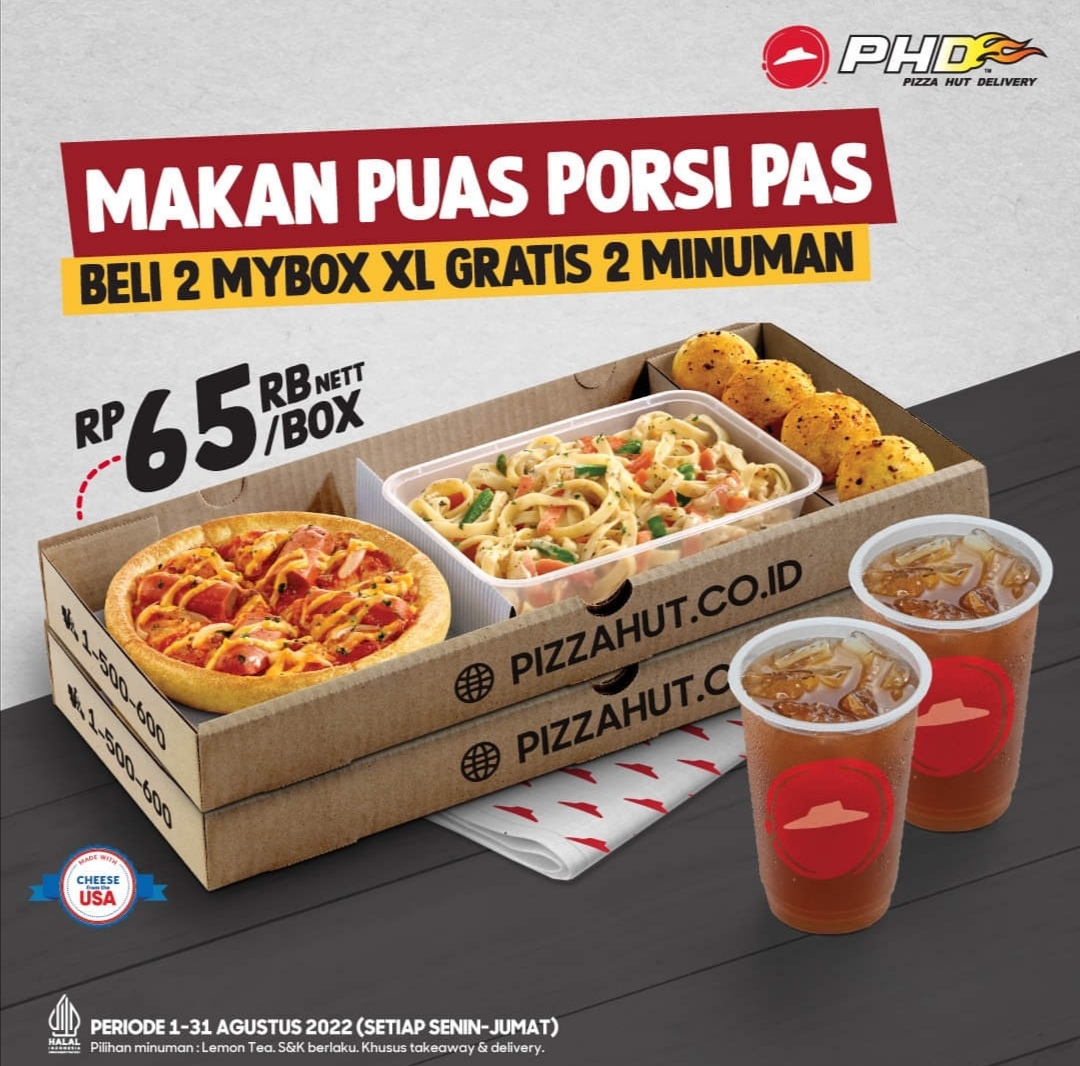 PHD
TM
PIZZA HUT DELIVERY
MAKAN PUAS PORSI PAS
BELI 2 MYBOX XL GRATIS 2 MINUMAN
RP 65 RB NETT
/BOX
PIZZAHUT.CO.ID
1-500-600
PIZZAHUT.C
1-500-600
MADE WITH
CHEESE
from the
USA
HALAL
INDONESIA
PERIODE 1-31 AGUSTUS 2022 (SETIAP SENIN-JUMAT)
Pilihan minuman : Lemon Tea. S&K berlaku. Khusus takeaway & delivery.